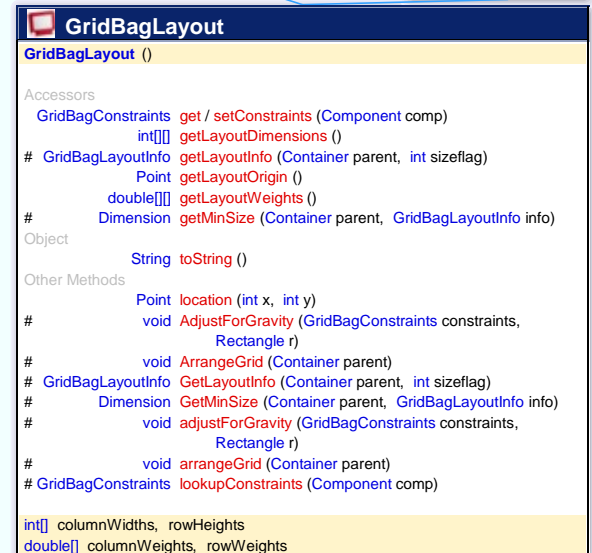 GridBagLayout
GridBagLayout ()
Accessors
GridBagConstraints get / setConstraints (Component comp)
int[][] getLayoutDimensions ()
# GridBagLayoutInfo getLayoutInfo (Container parent, int sizeflag)
Point getLayoutOrigin ()
double[][] getLayoutWeights ()
# Dimension getMinSize (Container parent, GridBagLayoutInfo info)
Object
String toString ()
Other Methods
Point location (int x, int y)
# void AdjustForGravity (GridBagConstraints constraints,
Rectangle r)
# void ArrangeGrid (Container parent)
# GridBagLayoutInfo GetLayoutInfo (Container parent, int sizeflag)
# Dimension GetMinSize (Container parent, GridBagLayoutInfo info)
# void adjustForGravity (GridBagConstraints constraints,
Rectangle r)
# void arrangeGrid (Container parent)
# GridBagConstraints lookupConstraints (Component comp)
int[] columnWidths, rowHeights
double[] columnWeights, rowWeights